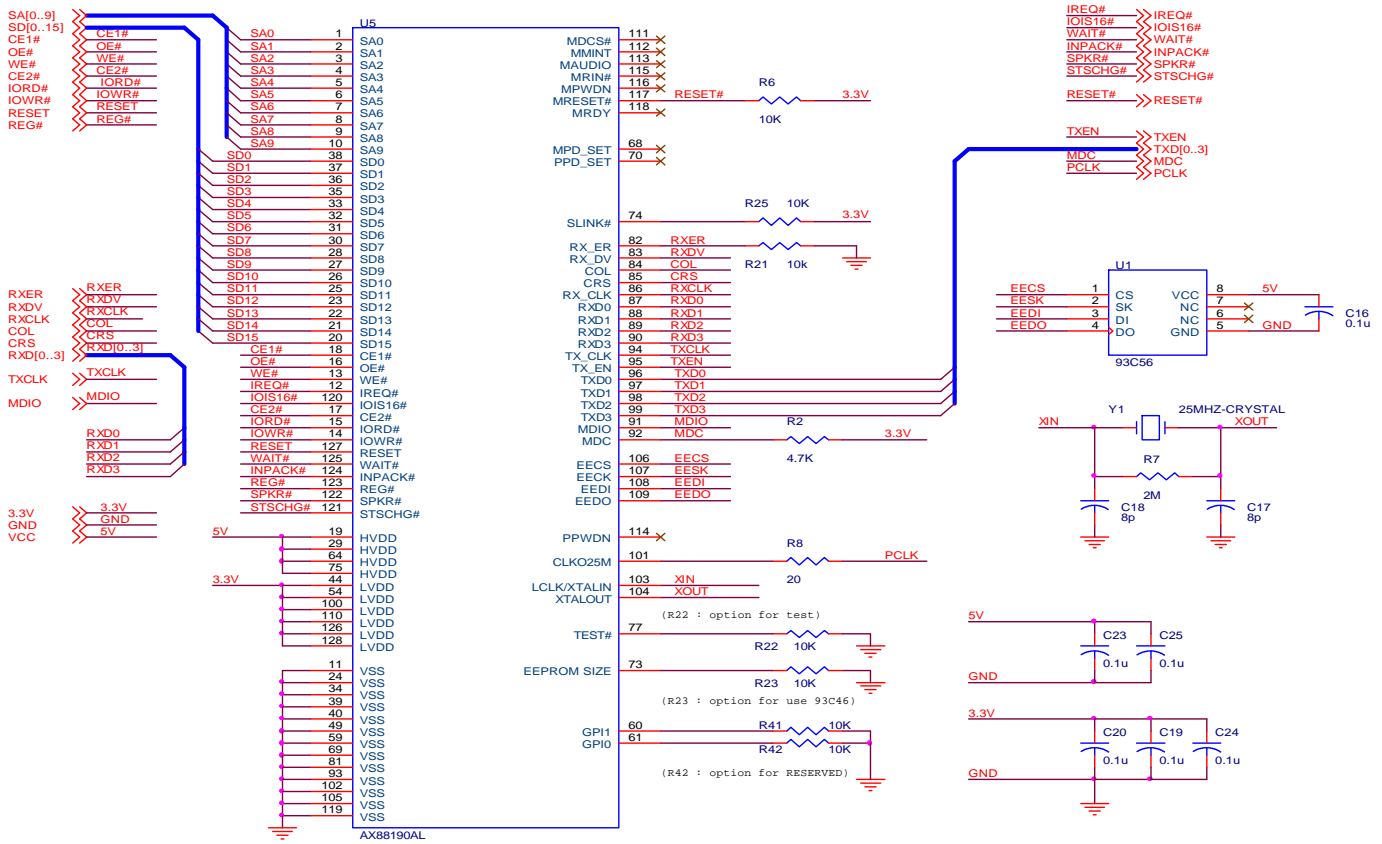 SA[0..9]
SD[0..15]
CE1# CE1#
OE# OE#
WE# WE#
CE2# CE2#
IORD# IORD#
IOWR# IOWR#
RESET RESET
REG# REG#
RXER RXER
RXDV RXDV
RXCLK RXCLK
COL COL
CRS CRS
RXD[0..3] RXD[0..3]
TXCLK TXCLK
MDIO MDIO
RXD0
RXD1
RXD2
RXD3
3.3V 3.3V
GND GND
VCC 5V
U5
SA0 1 SA0
SA1 2 SA1
SA2 3 SA2
SA3 4 SA3
SA4 5 SA4
SA5 6 SA5
SA6 7 SA6
SA7 8 SA7
SA8 9 SA8
SA9 10 SA9
SD0 38 SD0
SD1 37 SD1
SD2 36 SD2
SD3 35 SD3
SD4 33 SD4
SD5 32 SD5
SD6 31 SD6
SD7 30 SD7
SD8 28 SD8
SD9 27 SD9
SD10 26 SD10
SD11 25 SD11
SD12 23 SD12
SD13 22 SD13
SD14 21 SD14
SD15 20 SD15
CE1# 18 CE1#
OE# 16 OE#
WE# 13 WE#
IREQ# 12 IREQ#
IOIS16# 120 IOIS16#
CE2# 17 CE2#
IORD# 15 IORD#
IOWR# 14 IOWR#
RESET 127 RESET
WAIT# 125 WAIT#
INPACK# 124 INPACK#
REG# 123 REG#
SPKR# 122 SPKR#
STSCHG# 121 STSCHG#
5V 19 HVDD
29 HVDD
64 HVDD
75 HVDD
3.3V 44 LVDD
54 LVDD
100 LVDD
110 LVDD
126 LVDD
128 LVDD
11 VSS
24 VSS
34 VSS
39 VSS
40 VSS
49 VSS
59 VSS
69 VSS
81 VSS
93 VSS
102 VSS
105 VSS
119 VSS
AX88190AL
MDCS# 111
MMINT 112
MAUDIO 113
MRIN# 115
MPWDN 116
MRESET# 117 RESET# R6 10K 3.3V
MRDY 118
MPD_SET 68
PPD_SET 70
SLINK# 74 R25 10K 3.3V
RX_ER 82 RXER R21 10k
RX_DV 83 RXDV
COL 84 COL
CRS 85 CRS
RX_CLK 86 RXCLK
RXD0 87 RXD0
RXD1 88 RXD1
RXD2 89 RXD2
RXD3 90 RXD3
TX_CLK 94 TXCLK
TX_EN 95 TXEN
TXD0 96 TXD0
TXD1 97 TXD1
TXD2 98 TXD2
TXD3 99 TXD3
MDIO 91 MDIO
MDC 92 MDC R2 4.7K 3.3V
EECS 106 EECS
EECK 107 EESK
EEDI 108 EEDI
EEDO 109 EEDO
PPWDN 114
CLKO25M 101 R8 20 PCLK
LCLK/XTALIN 103 XIN
XTALOUT 104 XOUT
(R22 : option for test)
TEST# 77 R22 10K
EEPROM SIZE 73 R23 10K
(R23 : option for use 93C46)
GPI1 60 R41 10K
GPI0 61 R42 10K
(R42 : option for RESERVED)
IREQ# IREQ#
IOIS16# IOIS16#
WAIT# WAIT#
INPACK# INPACK#
SPKR# SPKR#
STSCHG# STSCHG#
RESET# RESET#
TXEN TXEN
TXD[0..3]
MDC MDC
PCLK PCLK
U1
EECS 1 CS VCC 8 5V
EESK 2 SK NC 7
EEDI 3 DI NC 6
EEDO 4 DO GND 5 GND
C16
0.1u
93C56
Y1 25MHZ-CRYSTAL
XIN XOUT
R7
2M
C18
8p
C17
8p
5V
C23 C25
0.1u 0.1u
GND
3.3V
C20 C19 C24
0.1u 0.1u 0.1u
GND